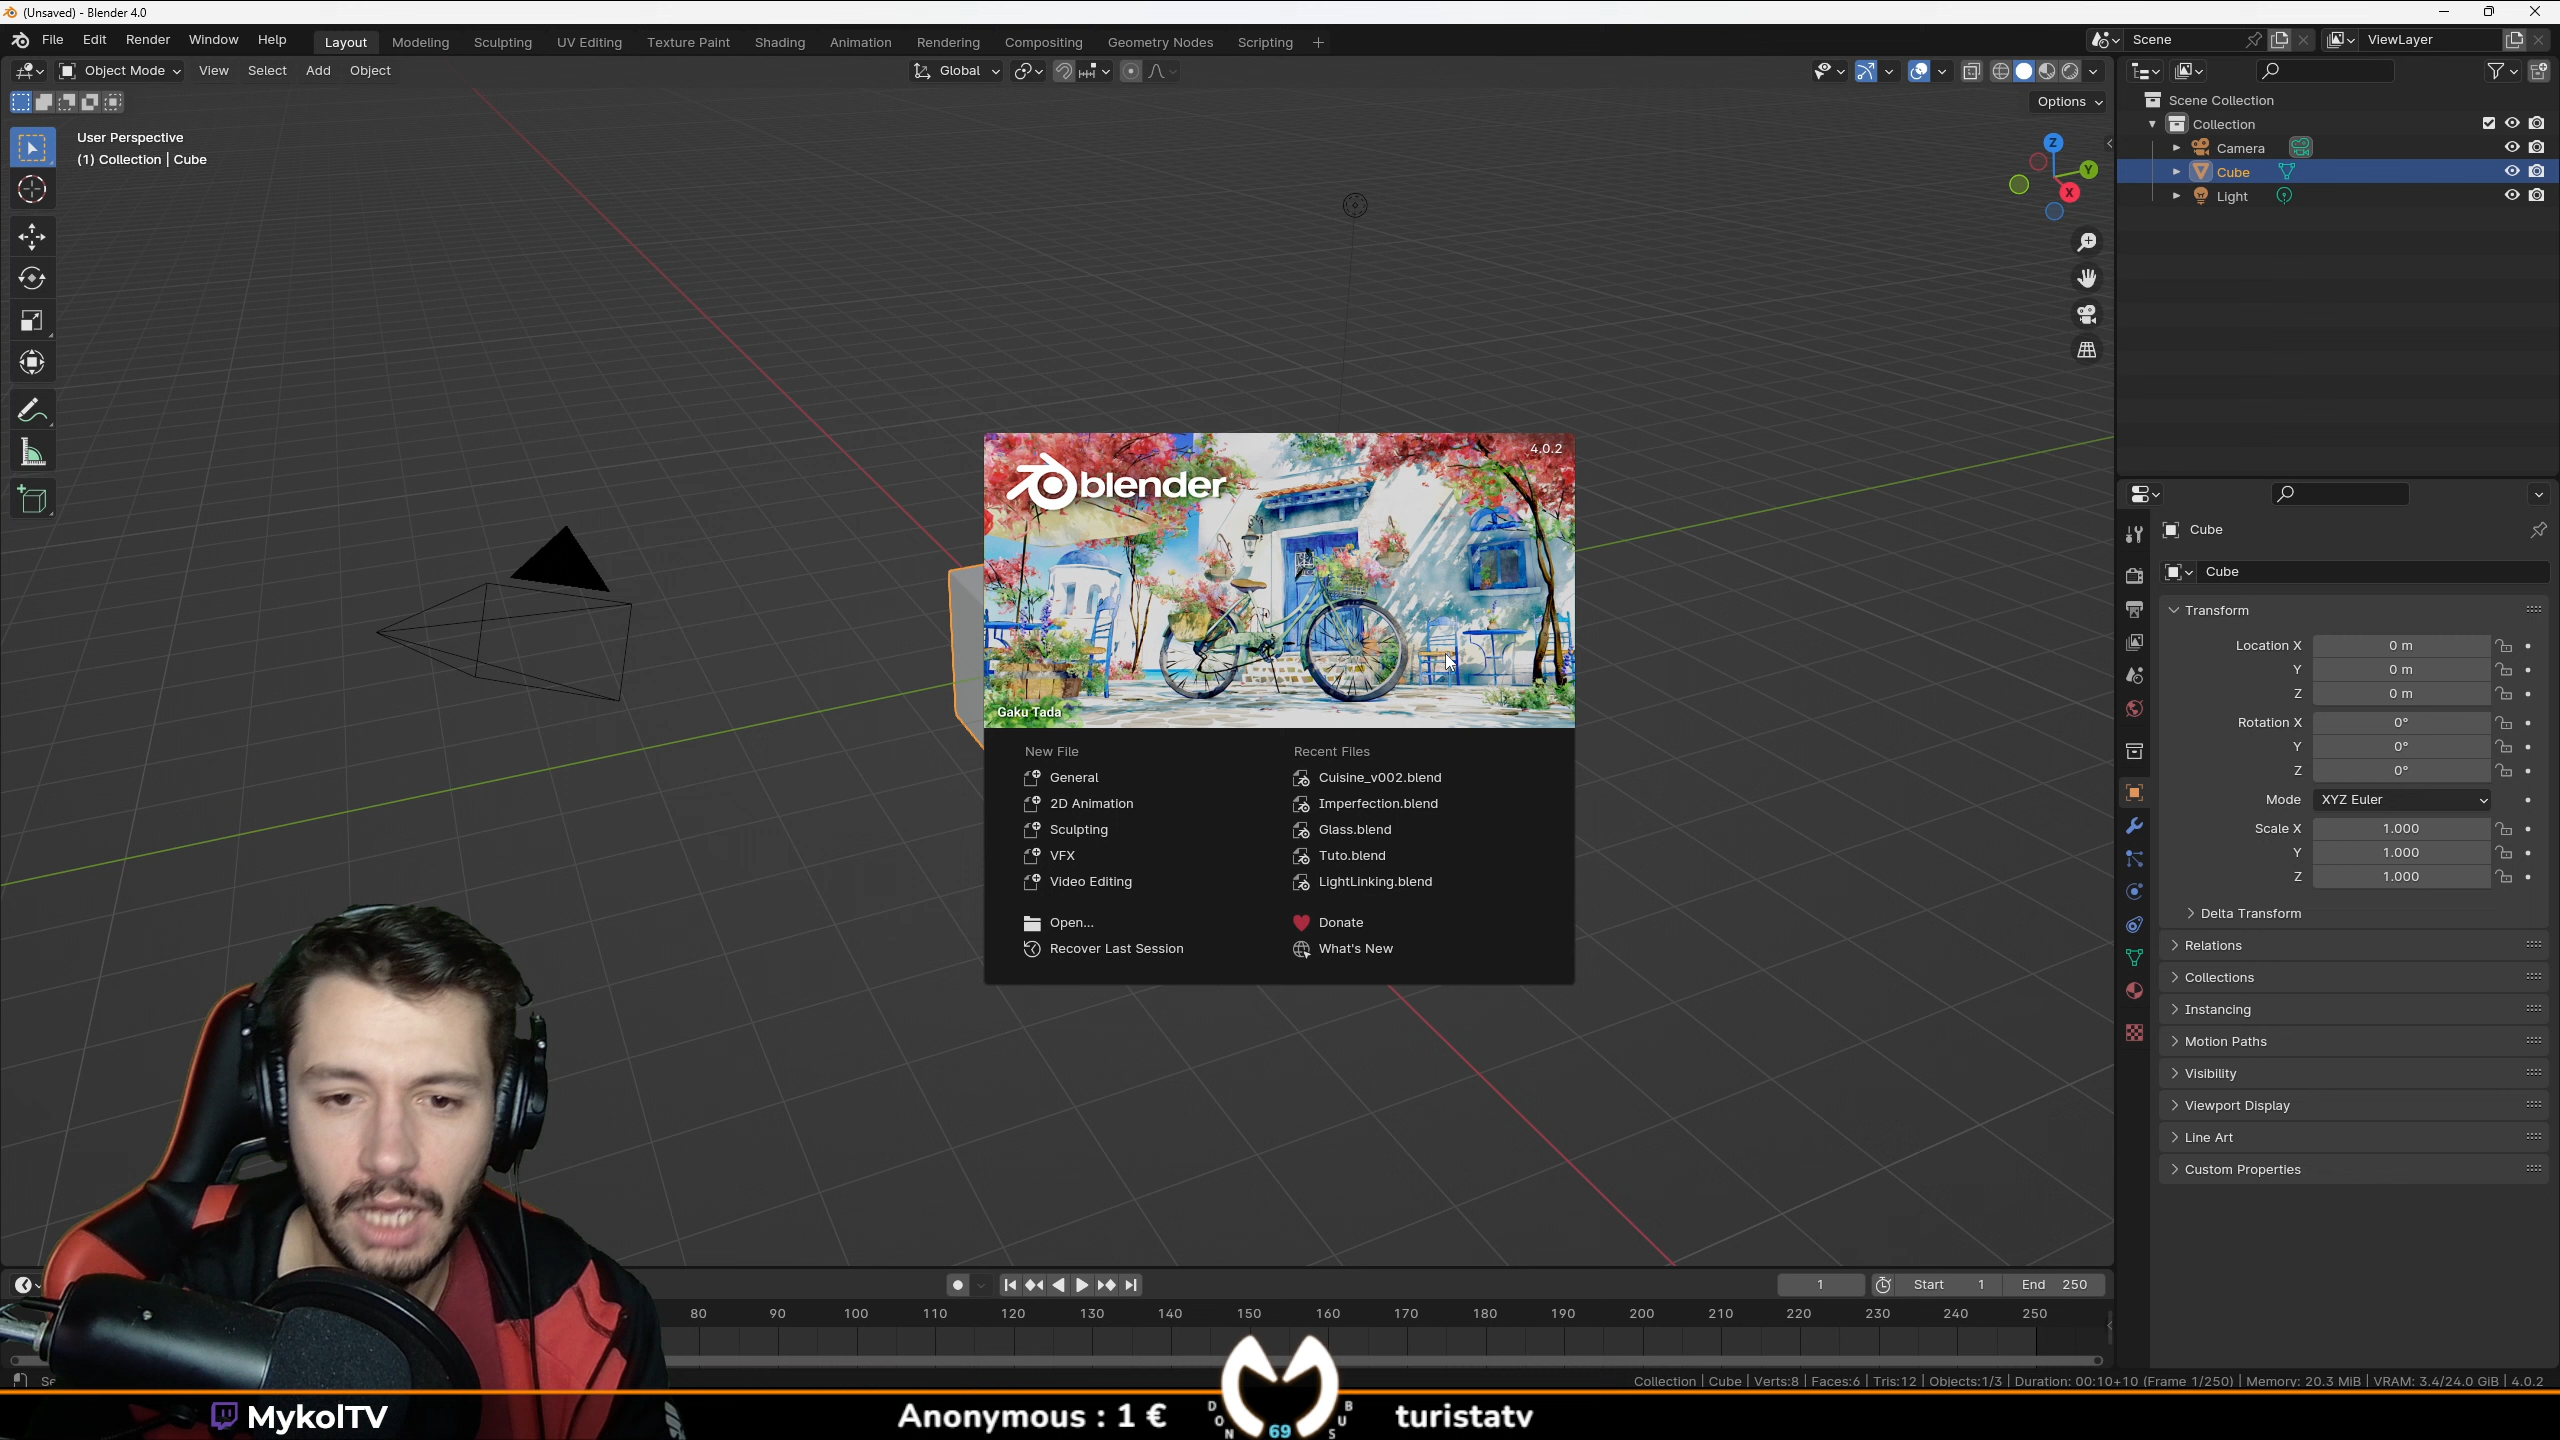 (Unsaved) - Blender 4.0
File Edit Render Window Help Layout Modeling Sculpting UV Editing Texture Paint Shading Animation Rendering Compositing Geometry Nodes Scripting + Scene ViewLayer
Object Mode View Select Add Object Global
Options
User Perspective
(1) Collection | Cube
Z
Y
X
Scene Collection
Collection
Camera
Cube
Light
blender
4.0.2
Gaku Tada
New File
General
2D Animation
Sculpting
VFX
Video Editing
Open...
Recover Last Session
Recent Files
Cuisine_v002.blend
Imperfection.blend
Glass.blend
Tuto.blend
LightLinking.blend
Donate
What's New
Cube
Cube
Transform
Location X 0 m
Y 0 m
Z 0 m
Rotation X 0°
Y 0°
Z 0°
Mode XYZ Euler
Scale X 1.000
Y 1.000
Z 1.000
Delta Transform
Relations
Collections
Instancing
Motion Paths
Visibility
Viewport Display
Line Art
Custom Properties
1 Start 1 End 250
80 90 100 110 120 130 140 150 160 170 180 190 200 210 220 230 240 250
Se
Collection | Cube | Verts:8 | Faces:6 | Tris:12 | Objects:1/3 | Duration: 00:10+10 (Frame 1/250) | Memory: 20.3 MiB | VRAM: 3.4/24.0 GiB | 4.0.2
MykolTV
Anonymous : 1 €
DON
69
BUS
turistatv